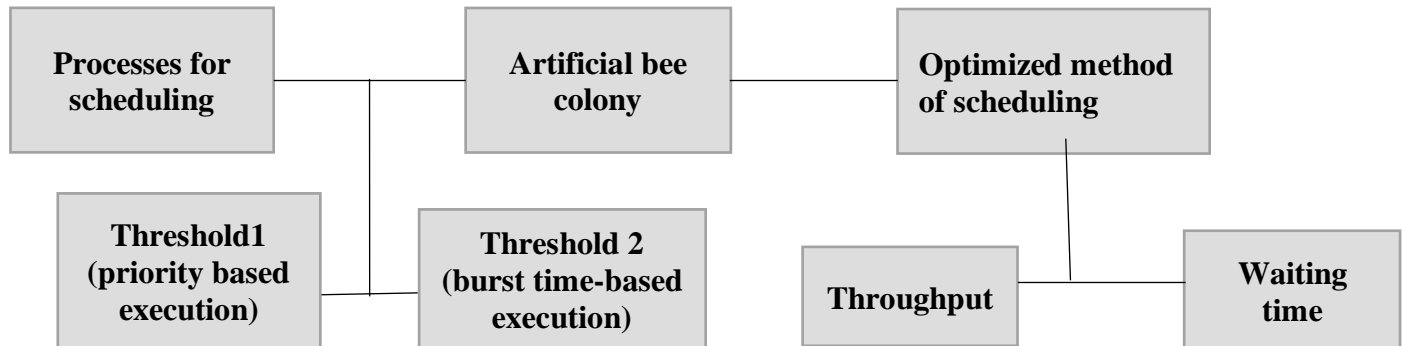 Processes for
scheduling
Artificial bee
colony
Optimized method
of scheduling
Threshold1
(priority based
execution)
Threshold 2
(burst time-based
execution)
Throughput
Waiting
time